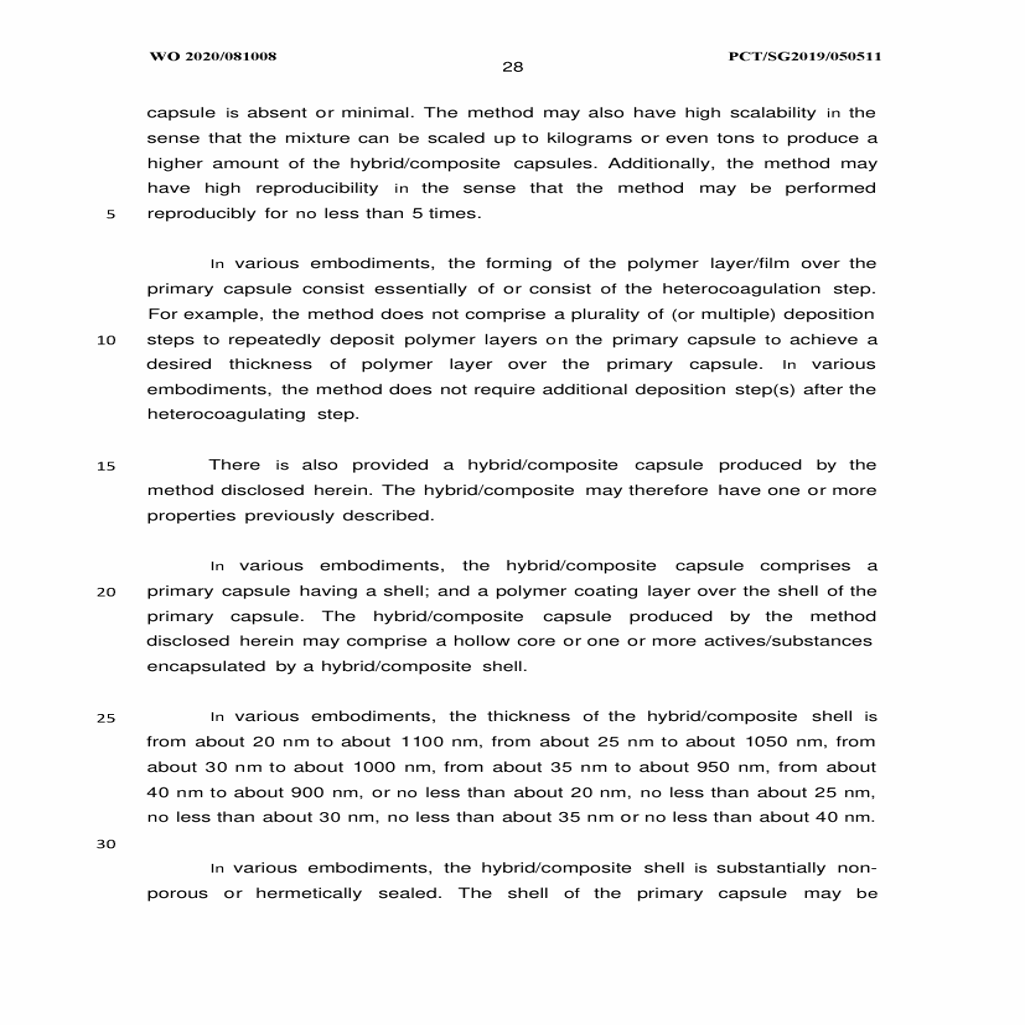 WO 2020/081008 PCT/SG2019/050511
28
capsule is absent or minimal. The method may also have high scalability in the
sense that the mixture can be scaled up to kilograms or even tons to produce a
higher amount of the hybrid/composite capsules. Additionally, the method may
have high reproducibility in the sense that the method may be performed
5 reproducibly for no less than 5 times.
In various embodiments, the forming of the polymer layer/film over the
primary capsule consist essentially of or consist of the heterocoagulation step.
For example, the method does not comprise a plurality of (or multiple) deposition
10 steps to repeatedly deposit polymer layers on the primary capsule to achieve a
desired thickness of polymer layer over the primary capsule. In various
embodiments, the method does not require additional deposition step(s) after the
heterocoagulating step.
15 There is also provided a hybrid/composite capsule produced by the
method disclosed herein. The hybrid/composite may therefore have one or more
properties previously described.
In various embodiments, the hybrid/composite capsule comprises a
20 primary capsule having a shell; and a polymer coating layer over the shell of the
primary capsule. The hybrid/composite capsule produced by the method
disclosed herein may comprise a hollow core or one or more actives/substances
encapsulated by a hybrid/composite shell.
25 In various embodiments, the thickness of the hybrid/composite shell is
from about 20 nm to about 1100 nm, from about 25 nm to about 1050 nm, from
about 30 nm to about 1000 nm, from about 35 nm to about 950 nm, from about
40 nm to about 900 nm, or no less than about 20 nm, no less than about 25 nm,
no less than about 30 nm, no less than about 35 nm or no less than about 40 nm.
30
In various embodiments, the hybrid/composite shell is substantially non-
porous or hermetically sealed. The shell of the primary capsule may be